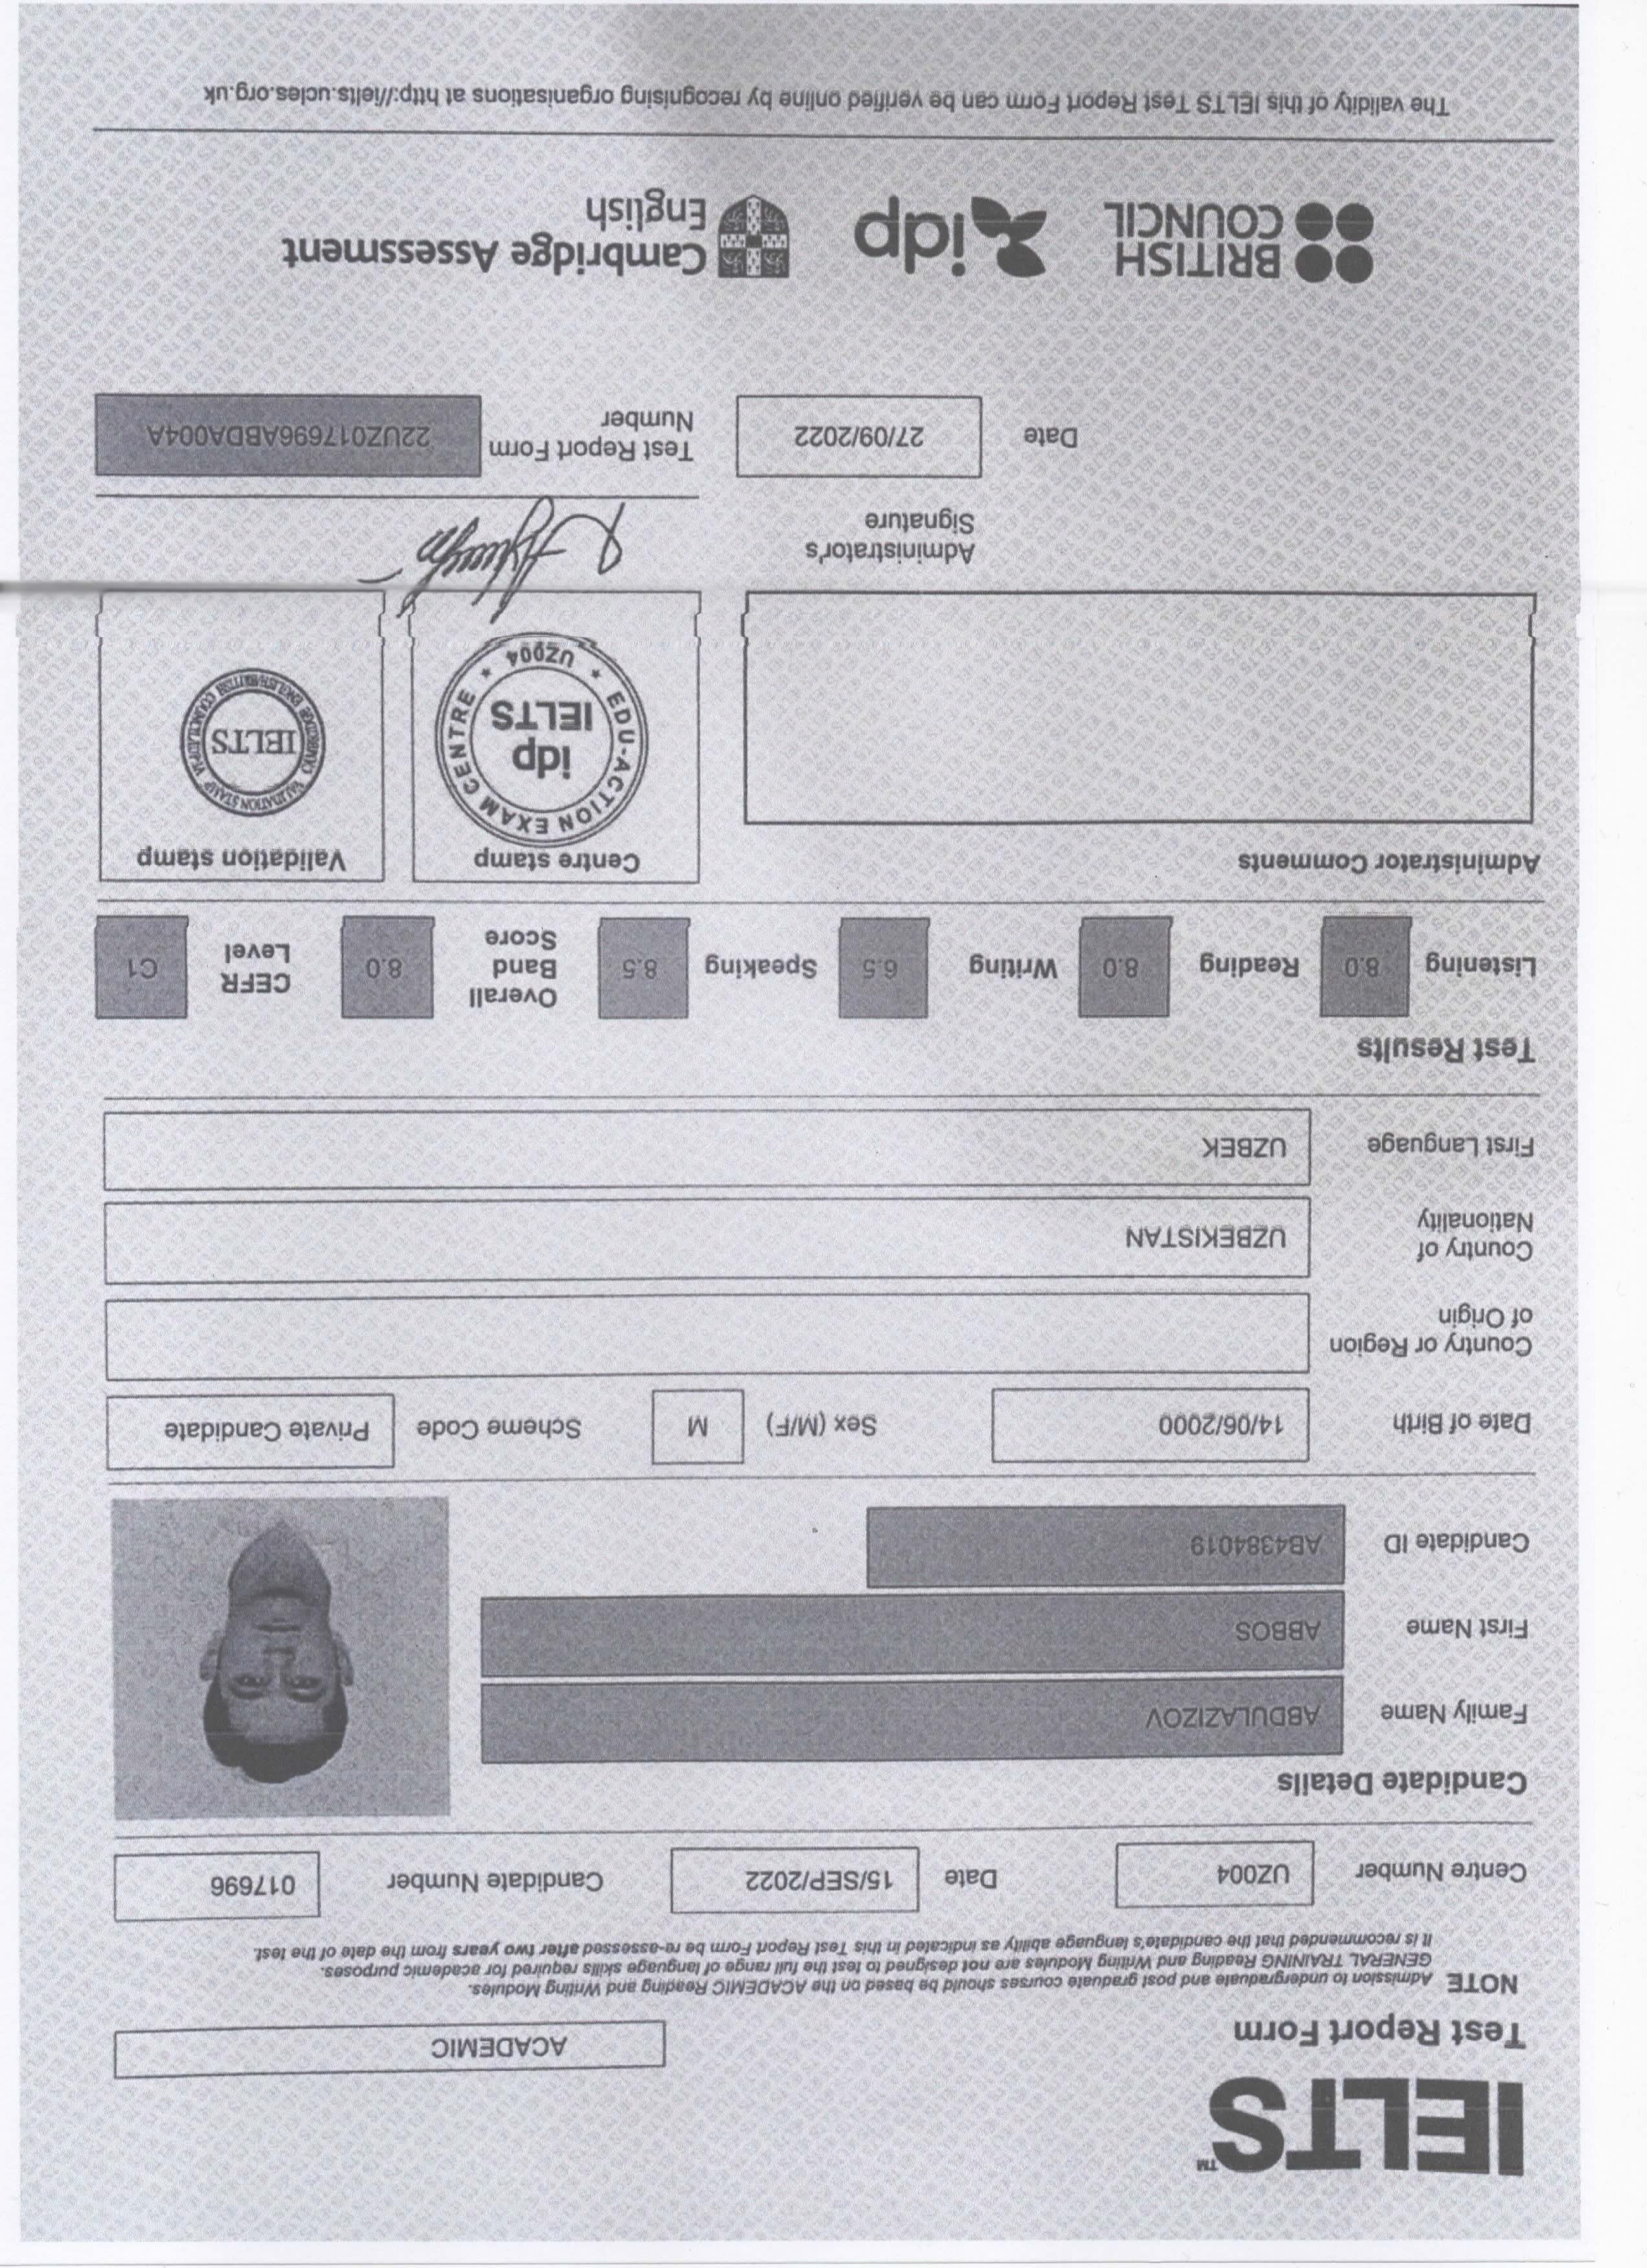 IELTS™
Test Report Form
ACADEMIC
NOTE Admission to undergraduate and post graduate courses should be based on the ACADEMIC Reading and Writing Modules.
GENERAL TRAINING Reading and Writing Modules are not designed to test the full range of language skills required for academic purposes.
It is recommended that the candidate's language ability as indicated in this Test Report Form be re-assessed after two years from the date of the test.
Centre Number UZ004 Date 15/SEP/2022 Candidate Number 017696
Candidate Details
Family Name ABDULAZIZOV
First Name ABBOS
Candidate ID AB4384019
Date of Birth 14/06/2000 Sex (M/F) M Scheme Code Private Candidate
Country or Region
of Origin
Country of
Nationality
UZBEKISTAN
First Language UZBEK
Test Results
Listening 8.0 Reading 8.0 Writing 6.5 Speaking 8.5 Overall Band Score 8.0 CEFR Level C1
Administrator Comments
Centre stamp
EDU-ACTION EXAM CENTRE
idp
IELTS
UZ004
Validation stamp
IELTS
VALIDATION STAMP
Administrator's
Signature
Date 27/09/2022
Test Report Form
Number
22UZ017696ABDA004A
BRITISH
COUNCIL
idp
Cambridge Assessment
English
The validity of this IELTS Test Report Form can be verified online by recognising organisations at http://ielts.ucles.org.uk